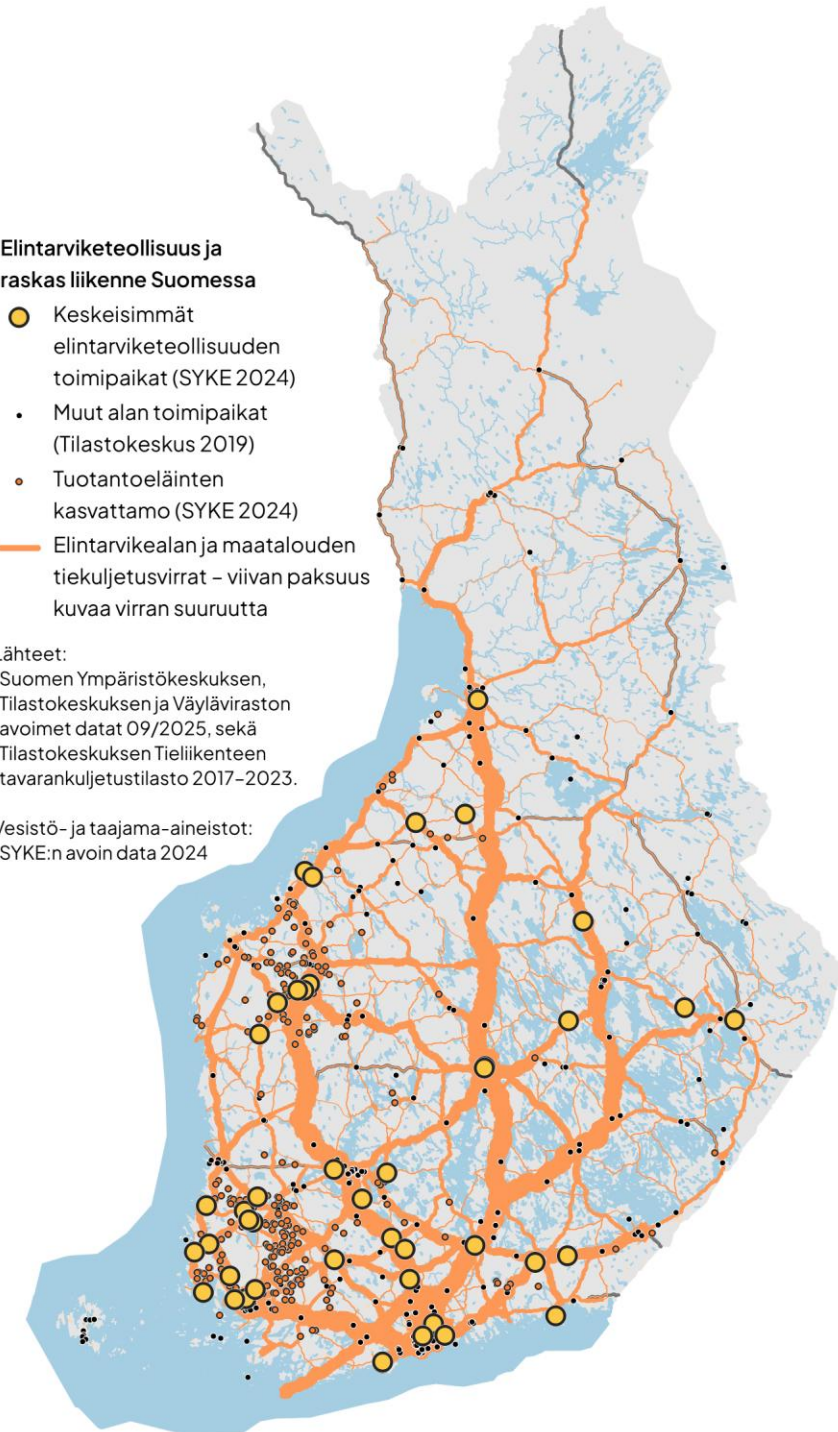 Elintarviketeollisuus ja
raskas liikenne Suomessa
Keskeisimmät
elintarviketeollisuuden
toimipaikat (SYKE 2024)
Muut alan toimipaikat
(Tilastokeskus 2019)
Tuotantoeläinten
kasvattamo (SYKE 2024)
Elintarvikealan ja maatalouden
tiekuljetusvirrat – viivan paksuus
kuvaa virran suuruutta
Lähteet:
Suomen Ympäristökeskuksen,
Tilastokeskuksen ja Väyläviraston
avoimet datat 09/2025, sekä
Tilastokeskuksen Tieliikenteen
tavarankuljetustilasto 2017–2023.
Vesistö- ja taajama-aineistot:
SYKE:n avoin data 2024